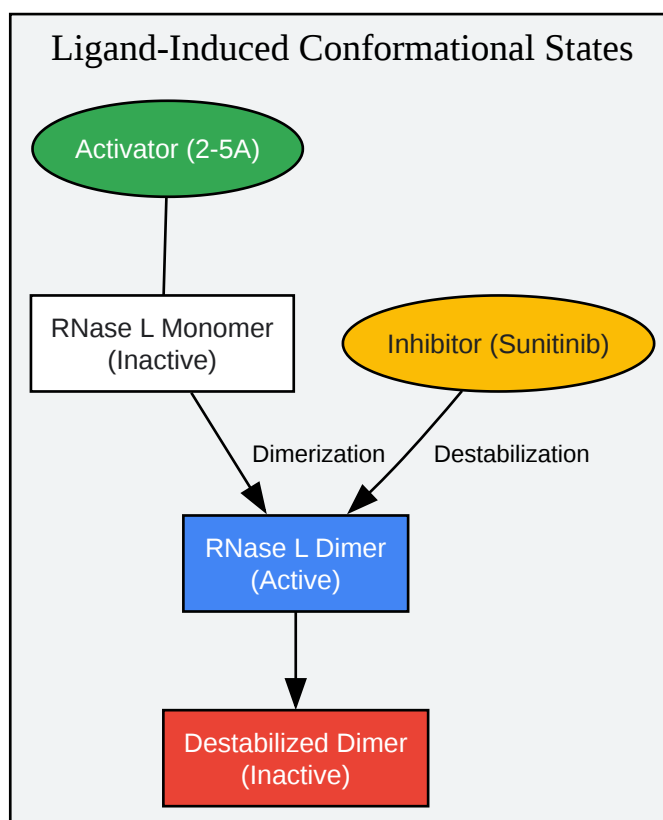 Ligand-Induced Conformational States
Activator (2-5A)
RNase L Monomer
(Inactive)
Inhibitor (Sunitinib)
Dimerization
Destabilization
RNase L Dimer
(Active)
Destabilized Dimer
(Inactive)